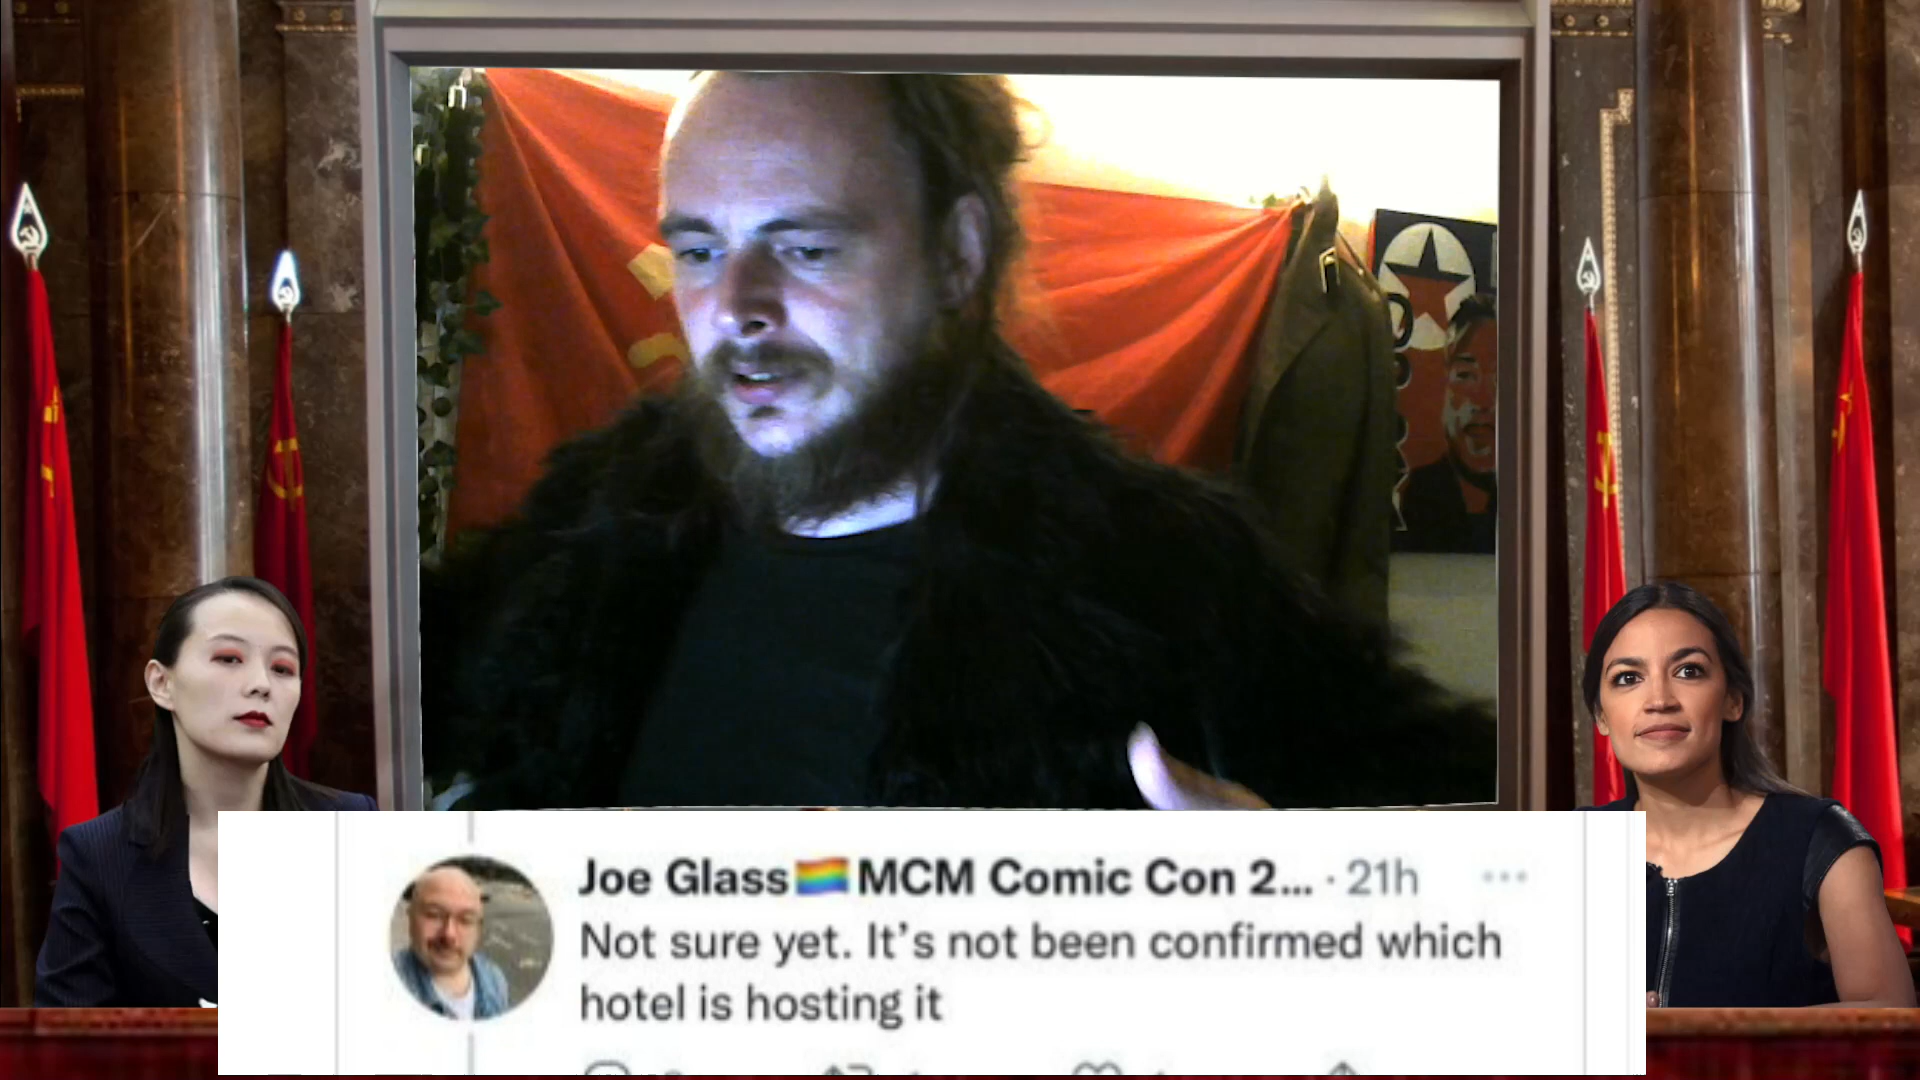 Joe Glass🏳️‍🌈MCM Comic Con 2... · 21h
Not sure yet. It's not been confirmed which
hotel is hosting it